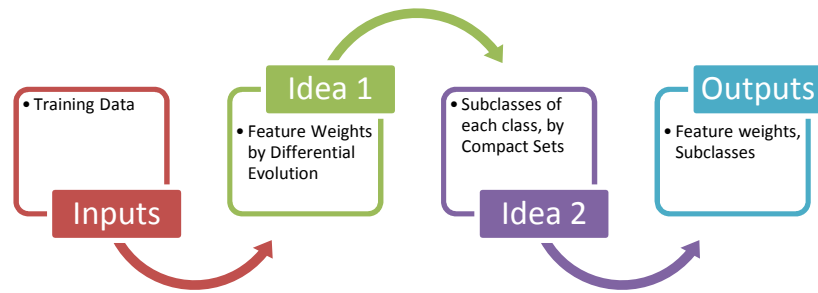 • Training Data
Inputs
Idea 1
• Feature Weights
by Differential
Evolution
• Subclasses of
each class, by
Compact Sets
Idea 2
Outputs
• Feature weights,
Subclasses